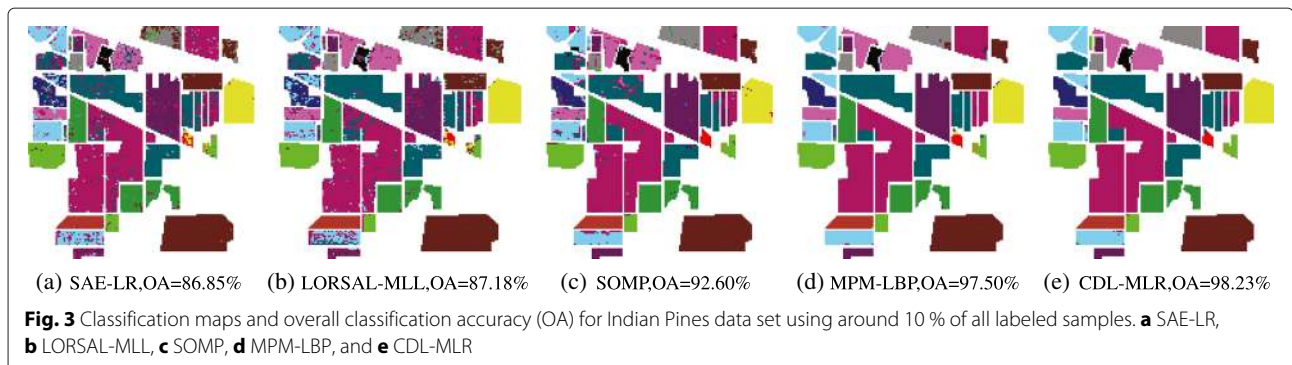 (a) SAE-LR,OA=86.85% (b) LORSAL-MLL,OA=87.18% (c) SOMP,OA=92.60% (d) MPM-LBP,OA=97.50% (e) CDL-MLR,OA=98.23%
Fig. 3 Classification maps and overall classification accuracy (OA) for Indian Pines data set using around 10 % of all labeled samples. a SAE-LR,
b LORSAL-MLL, c SOMP, d MPM-LBP, and e CDL-MLR